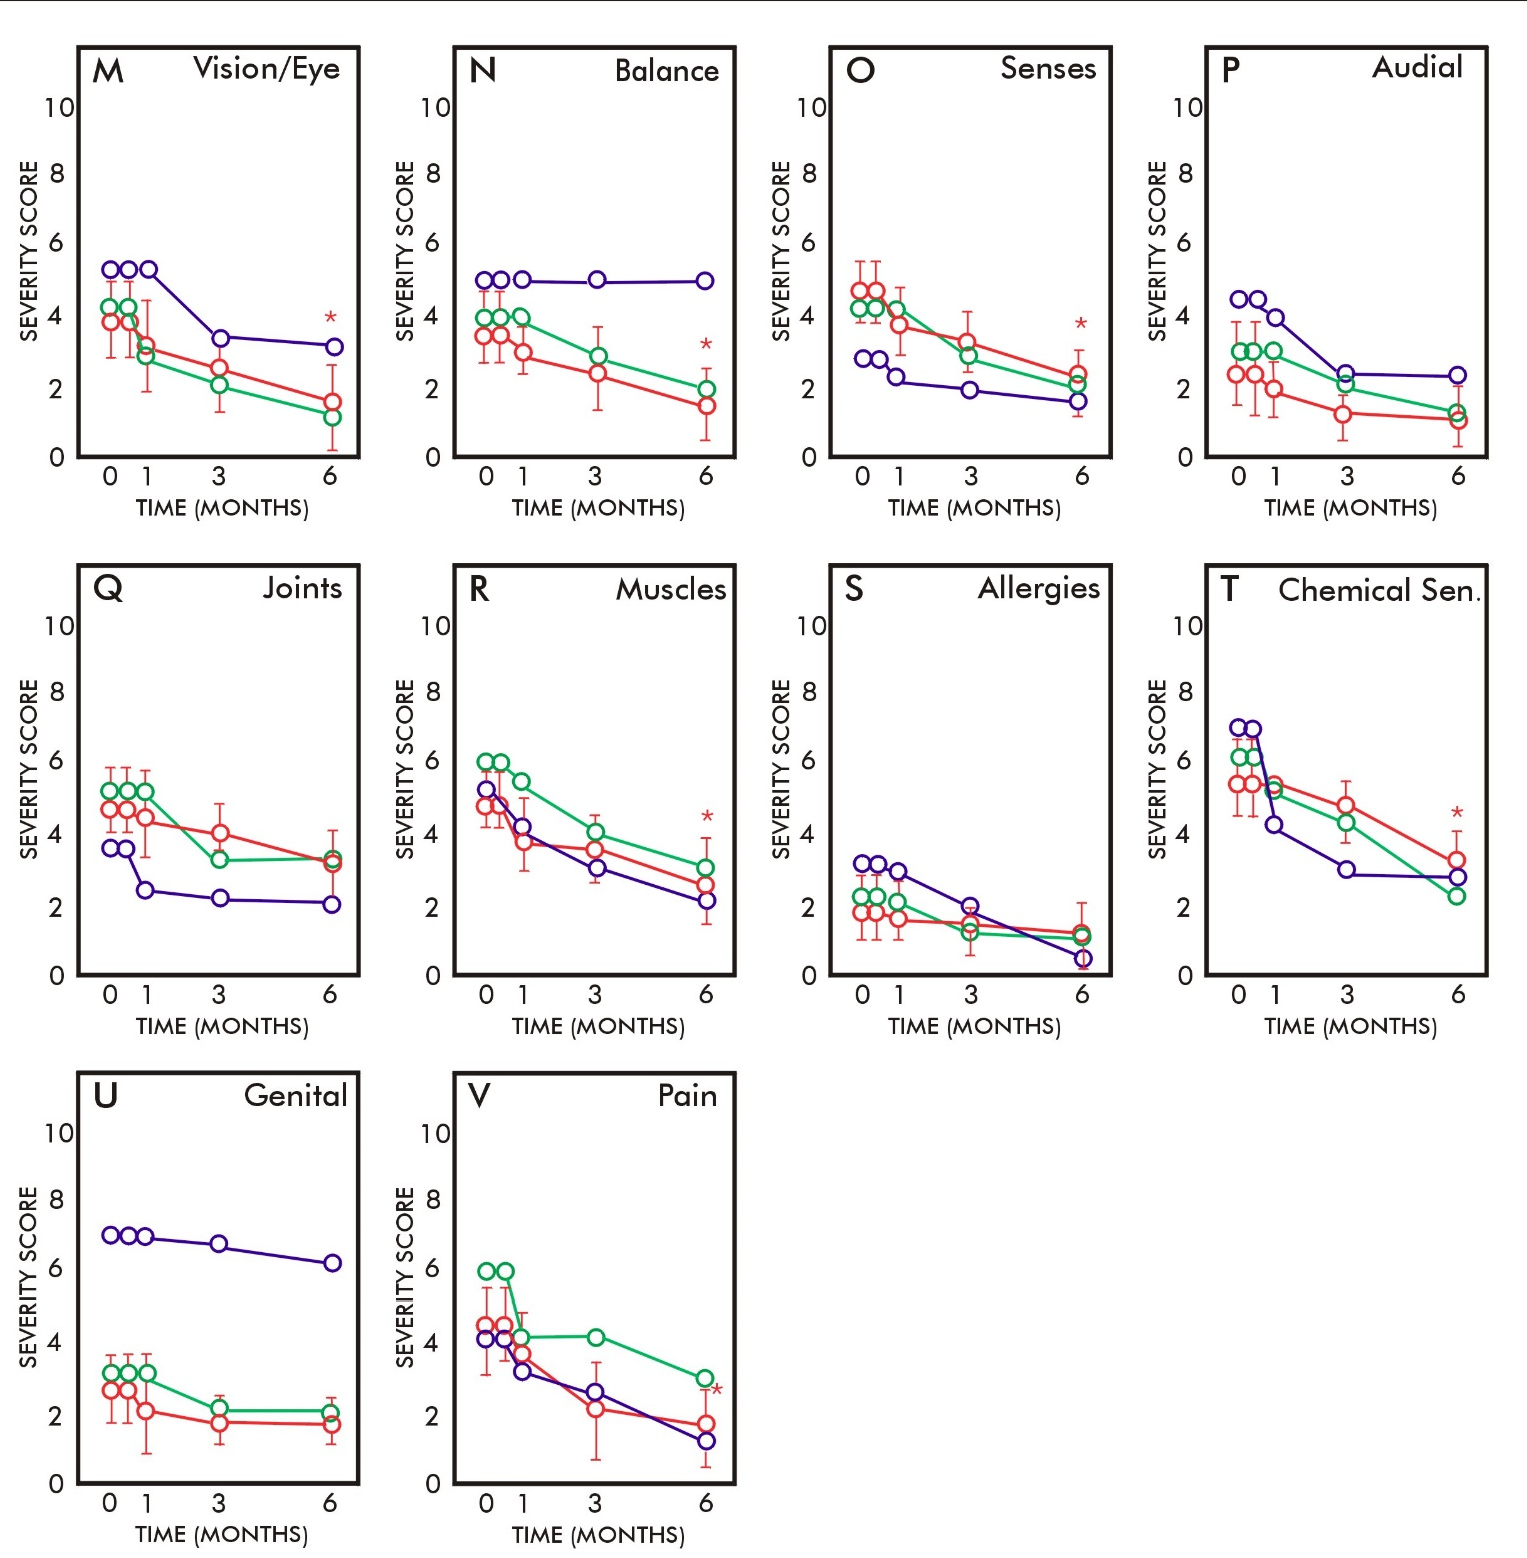 M Vision/Eye N Balance O Senses P Audial
10 10 10 10
8 8 8 8
6 6 6 6
4 4 4 4
2 2 2 2
0 0 0 0
SEVERITY SCORE SEVERITY SCORE SEVERITY SCORE SEVERITY SCORE
* * *
0 1 3 6 0 1 3 6 0 1 3 6 0 1 3 6
TIME (MONTHS) TIME (MONTHS) TIME (MONTHS) TIME (MONTHS)
Q Joints R Muscles S Allergies T Chemical Sen.
10 10 10 10
8 8 8 8
6 6 6 6
4 4 4 4
2 2 2 2
0 0 0 0
SEVERITY SCORE SEVERITY SCORE SEVERITY SCORE SEVERITY SCORE
* *
0 1 3 6 0 1 3 6 0 1 3 6 0 1 3 6
TIME (MONTHS) TIME (MONTHS) TIME (MONTHS) TIME (MONTHS)
U Genital V Pain
10 10
8 8
6 6
4 4
2 2
0 0
SEVERITY SCORE SEVERITY SCORE
*
0 1 3 6 0 1 3 6
TIME (MONTHS) TIME (MONTHS)